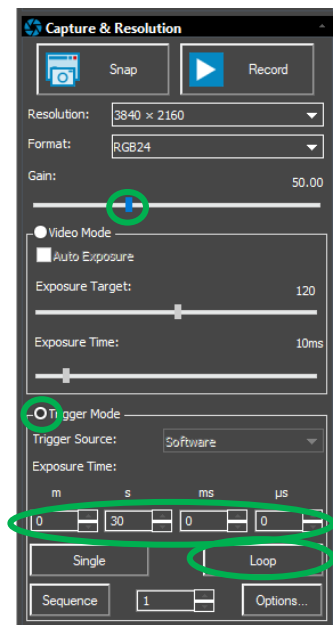 Capture & Resolution
Snap Record
Resolution: 3840 × 2160
Format: RGB24
Gain: 50.00
Video Mode
Auto Exposure
Exposure Target: 120
Exposure Time: 10ms
Trigger Mode
Trigger Source: Software
Exposure Time:
m s ms µs
0 30 0 0
Single Loop
Sequence 1 Options...